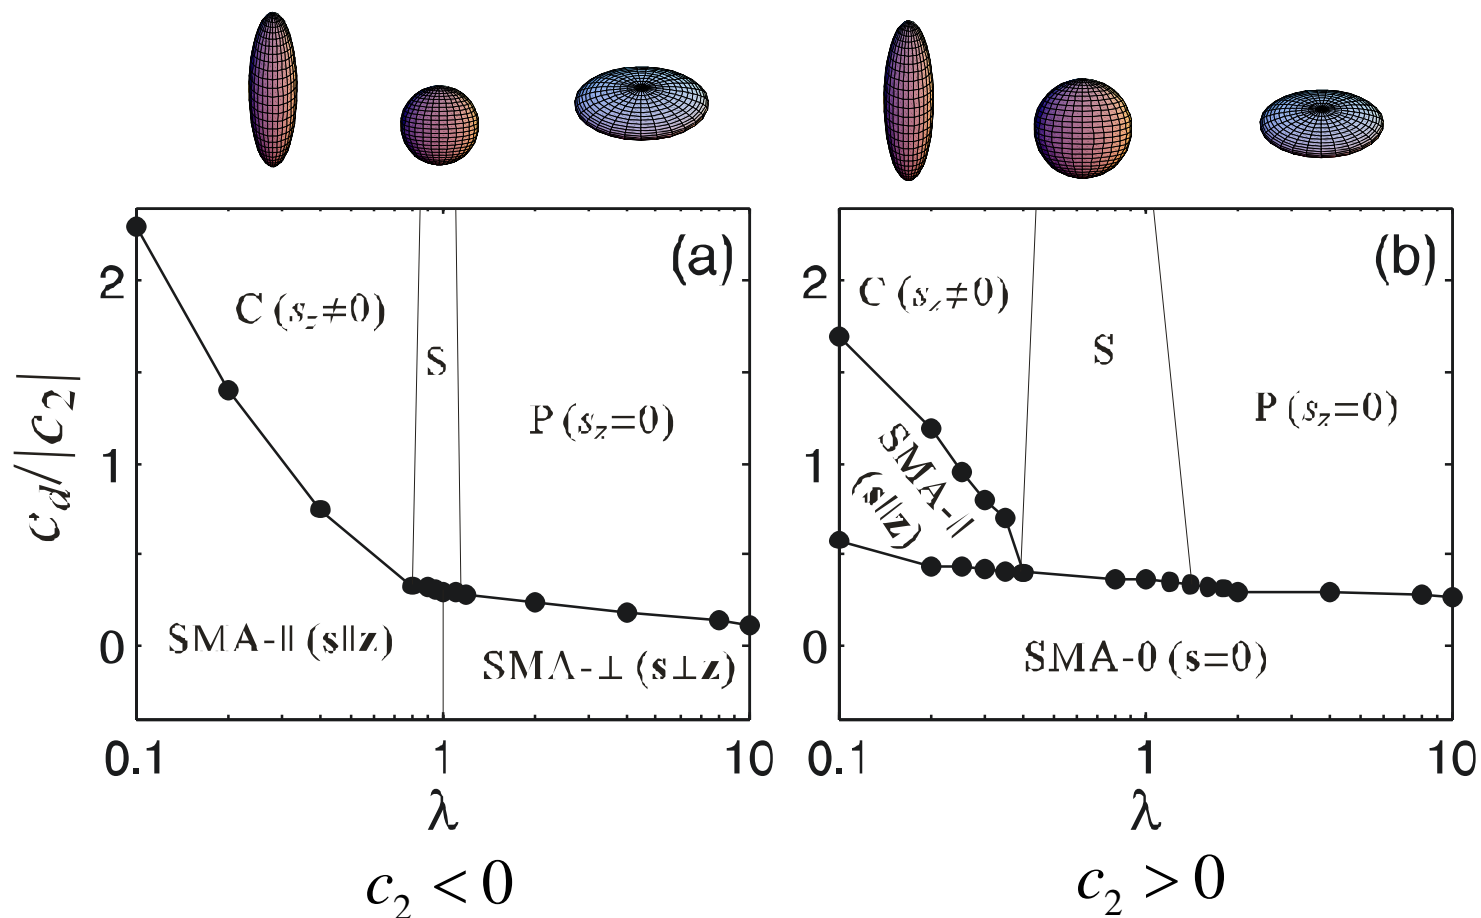 (a)
(b)
C (s_z≠0)
S
P (s_z=0)
SMA-∥ (s∥z)
SMA-⊥ (s⊥z)
c_d/|c_2|
2
1
0
0.1
1
10
λ
c_2 < 0
C (s_z≠0)
S
P (s_z=0)
SMA-∥
(s∥z)
SMA-0 (s=0)
2
1
0
0.1
1
10
λ
c_2 > 0